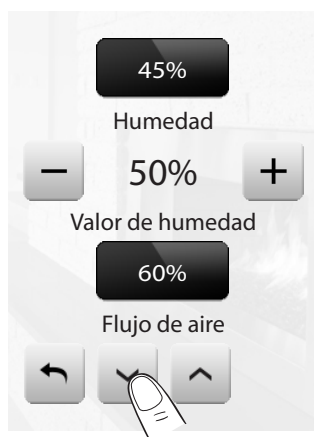 45%
Humedad
− 50% +
Valor de humedad
60%
Flujo de aire